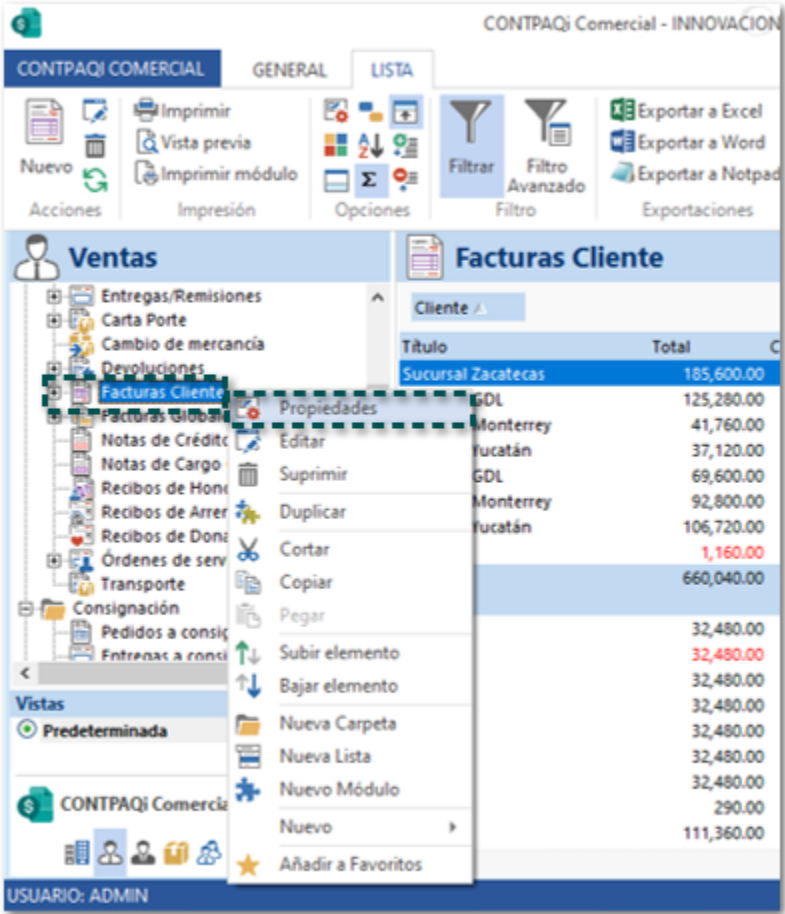 CONTPAQi Comercial - INNOVACION
CONTPAQI COMERCIAL GENERAL LISTA
Nuevo
Imprimir
Vista previa
Imprimir módulo
Filtrar
Filtro
Avanzado
Exportar a Excel
Exportar a Word
Exportar a Notpad
Acciones Impresión Opciones Filtro Exportaciones
Ventas
Entregas/Remisiones
Carta Porte
Cambio de mercancía
Devoluciones
Facturas Cliente
Facturas Global
Notas de Crédito
Notas de Cargo
Recibos de Hono
Recibos de Arrer
Recibos de Dona
Órdenes de serv
Transporte
Consignación
Pedidos a consig
Entregas a consi
Vistas
Predeterminada
CONTPAQi Comercia
Propiedades
Editar
Suprimir
Duplicar
Cortar
Copiar
Pegar
Subir elemento
Bajar elemento
Nueva Carpeta
Nueva Lista
Nuevo Módulo
Nuevo
Añadir a Favoritos
Facturas Cliente
Cliente
Título Total C
Sucursal Zacatecas 185,600.00
GDL 125,280.00
Monterrey 41,760.00
Yucatán 37,120.00
GDL 69,600.00
Monterrey 92,800.00
Yucatán 106,720.00
1,160.00
660,040.00
32,480.00
32,480.00
32,480.00
32,480.00
32,480.00
32,480.00
32,480.00
290.00
111,360.00
USUARIO: ADMIN